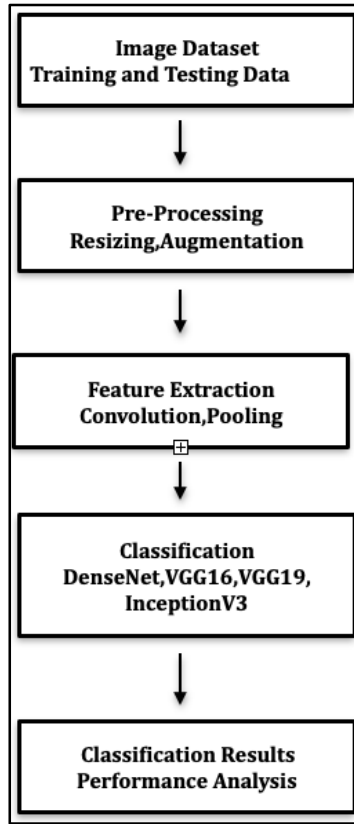 Image Dataset
Training and Testing Data
Pre-Processing
Resizing,Augmentation
Feature Extraction
Convolution,Pooling
Classification
DenseNet,VGG16,VGG19,
InceptionV3
Classification Results
Performance Analysis